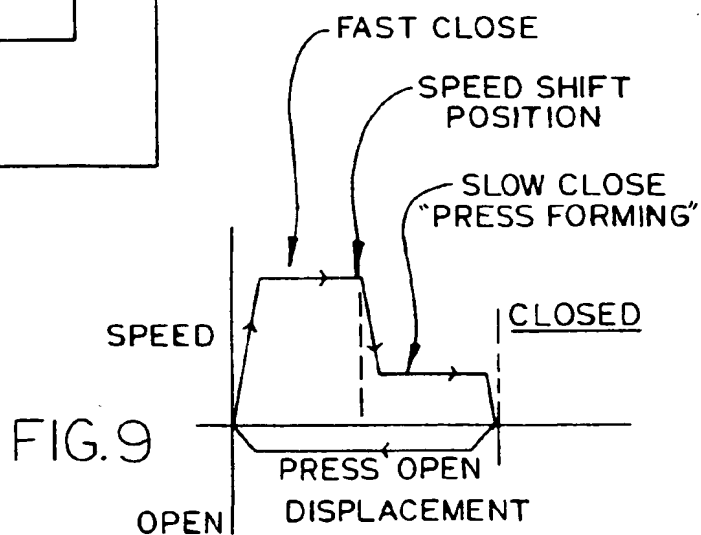 FAST CLOSE
SPEED SHIFT
POSITION
SLOW CLOSE
"PRESS FORMING"
CLOSED
SPEED
FIG. 9
PRESS OPEN
DISPLACEMENT
OPEN